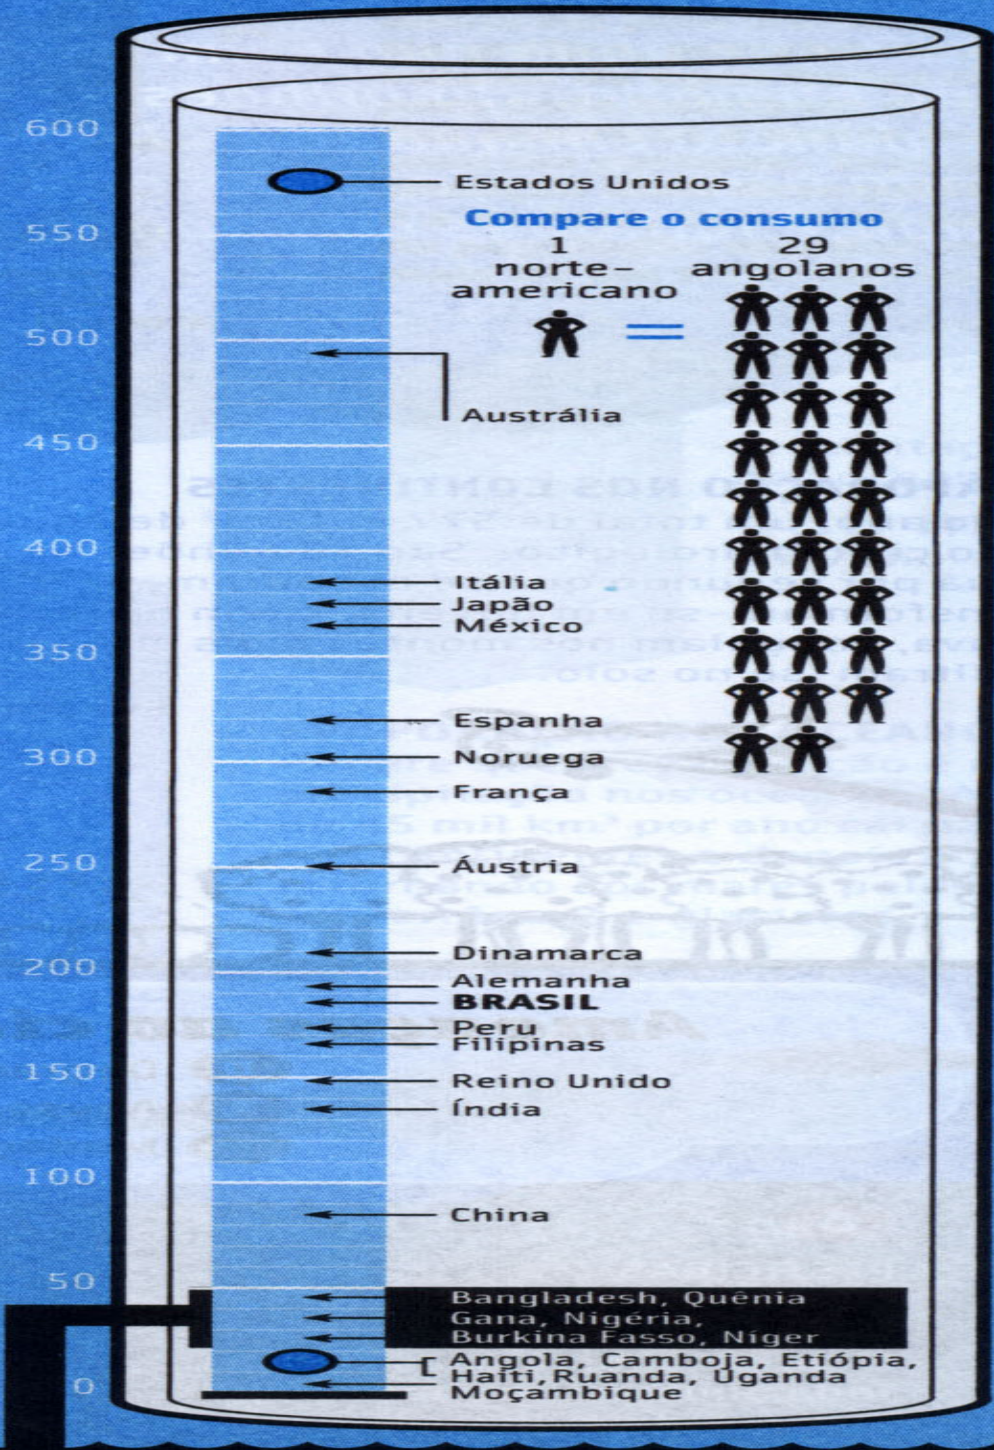 600
Estados Unidos
Compare o consumo
550
1
norte-
americano
=
29
angolanos
500
Austrália
450
400
Itália
Japão
México
350
Espanha
300
Noruega
França
250
Áustria
Dinamarca
200
Alemanha
BRASIL
Peru
Filipinas
150
Reino Unido
Índia
100
China
50
Bangladesh, Quênia
Gana, Nigéria,
Burkina Fasso, Níger
Angola, Camboja, Etiópia,
0
Haiti, Ruanda, Uganda
Moçambique